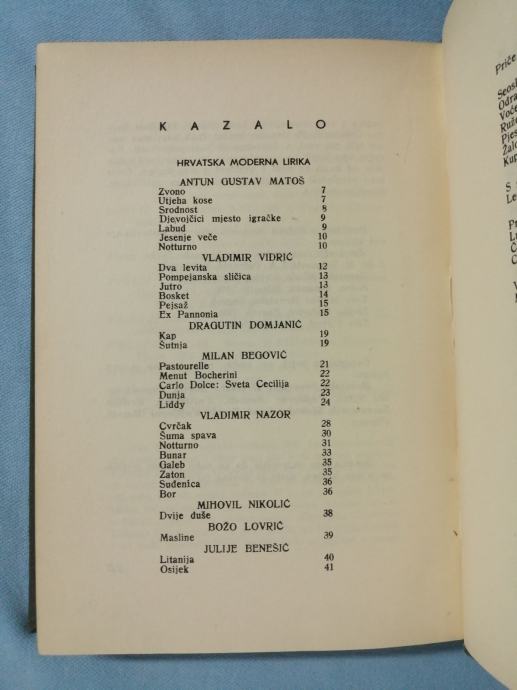 KAZALO
HRVATSKA MODERNA LIRIKA
ANTUN GUSTAV MATOŠ
Zvono 7
Utjeha kose 7
Srodnost 8
Djevojčici mjesto igračke 9
Labud 9
Jesenje veče 10
Notturno 10
VLADIMIR VIDRIĆ
Dva levita 12
Pompejanska sličica 13
Jutro 13
Bosket 14
Pejsaž 15
Ex Pannonia 15
DRAGUTIN DOMJANIĆ
Kap 19
Šutnja 19
MILAN BEGOVIĆ
Pastourelle 21
Menut Bocherini 22
Carlo Dolce: Sveta Cecilija 22
Dunja 23
Liddy 24
VLADIMIR NAZOR
Cvrčak 28
Šuma spava 30
Notturno 31
Bunar 33
Galeb 35
Zaton 35
Suđenica 36
Bor 36
MIHOVIL NIKOLIĆ
Dvije duše 38
BOŽO LOVRIĆ
Masline 39
JULIJE BENEŠIĆ
Litanija 40
Osijek 41
Priče